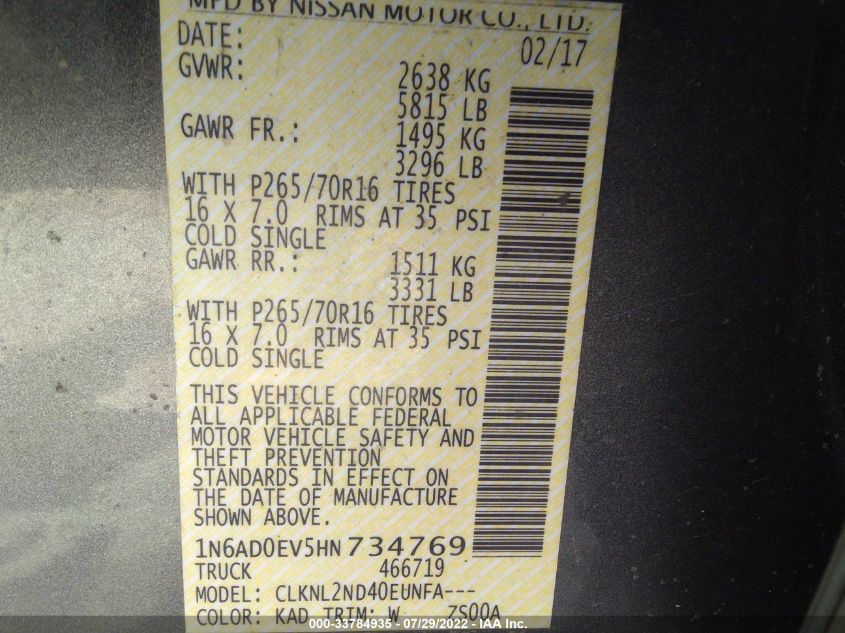 MFD BY NISSAN MOTOR CO., LTD.
DATE: 02/17
GVWR: 2638 KG
5815 LB
GAWR FR.: 1495 KG
3296 LB
WITH P265/70R16 TIRES
16 X 7.0 RIMS AT 35 PSI
COLD SINGLE
GAWR RR.: 1511 KG
3331 LB
WITH P265/70R16 TIRES
16 X 7.0 RIMS AT 35 PSI
COLD SINGLE
THIS VEHICLE CONFORMS TO
ALL APPLICABLE FEDERAL
MOTOR VEHICLE SAFETY AND
THEFT PREVENTION
STANDARDS IN EFFECT ON
THE DATE OF MANUFACTURE
SHOWN ABOVE.
1N6AD0EV5HN734769
TRUCK 466719
MODEL: CLKNL2ND40EUNFA---
COLOR: KAD TRIM: W ZS00A
000-33784935 - 07/29/2022 - IAA Inc.